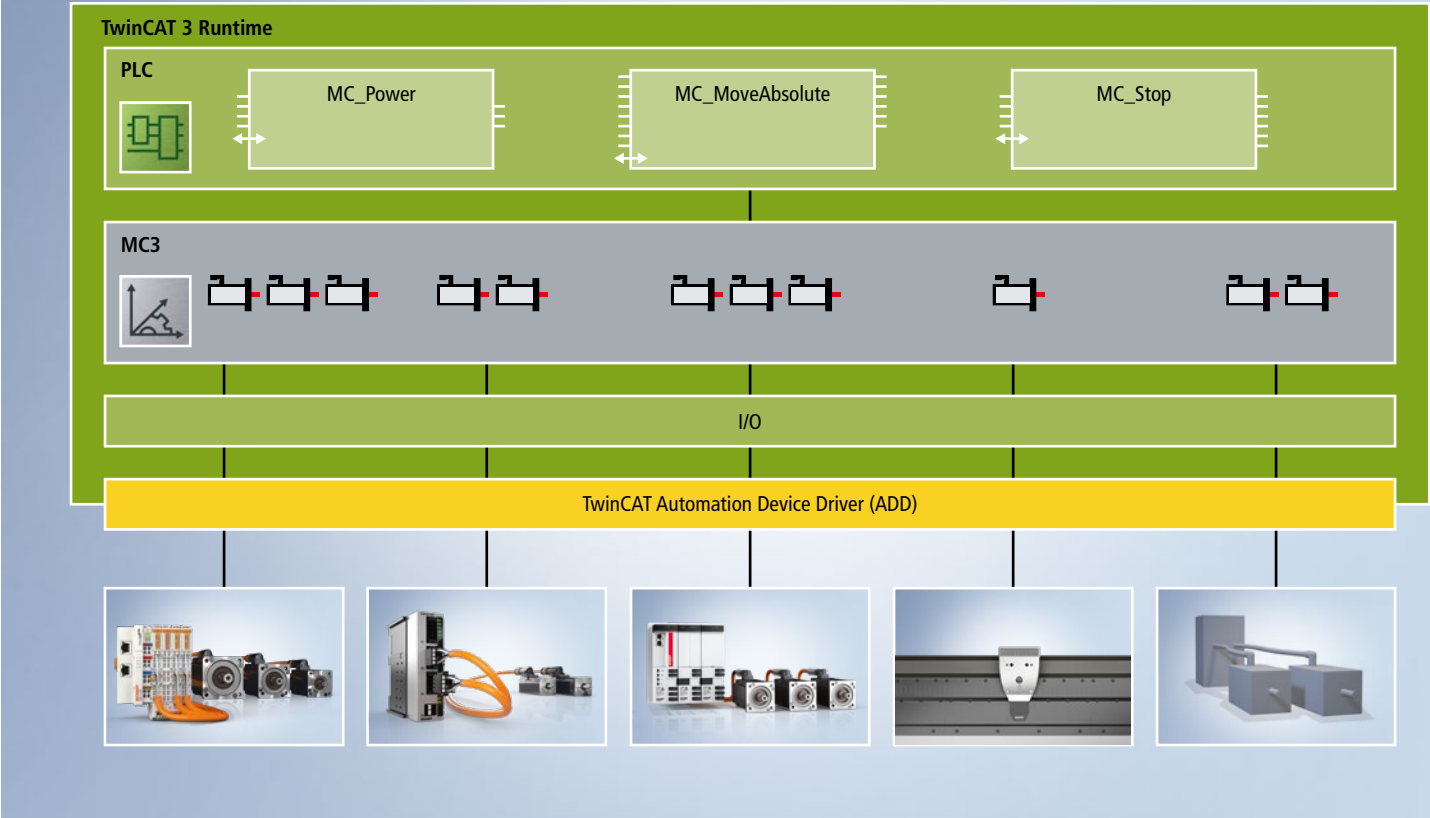 TwinCAT 3 Runtime
PLC
MC_Power
MC_MoveAbsolute
MC_Stop
MC3
I/O
TwinCAT Automation Device Driver (ADD)